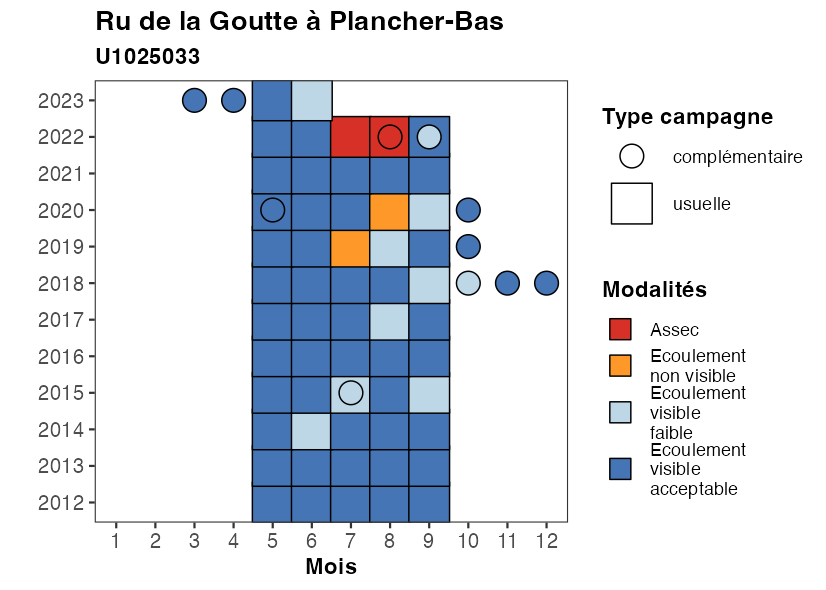 Ru de la Goutte à Plancher-Bas
U1025033
2023
2022
2021
2020
2019
2018
2017
2016
2015
2014
2013
2012
1 2 3 4 5 6 7 8 9 10 11 12
Mois
Type campagne
complémentaire
usuelle
Modalités
Assec
Ecoulement
non visible
Ecoulement
visible
faible
Ecoulement
visible
acceptable